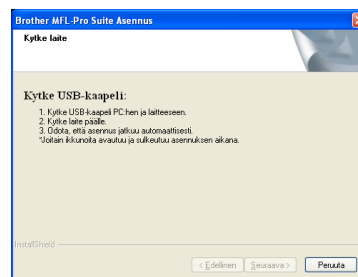 Brother MFL-Pro Suite Asennus
Kytke laite
Kytke USB-kaapeli:
1. Kytke USB-kaapeli PC:hen ja laitteeseen.
2. Kytke laite päälle.
3. Odota, että asennus jatkuu automaattisesti.
*Joitain ikkunoita avautuu ja sulkeutuu asennuksen aikana.
InstallShield
< Edellinen Seuraava > Peruuta